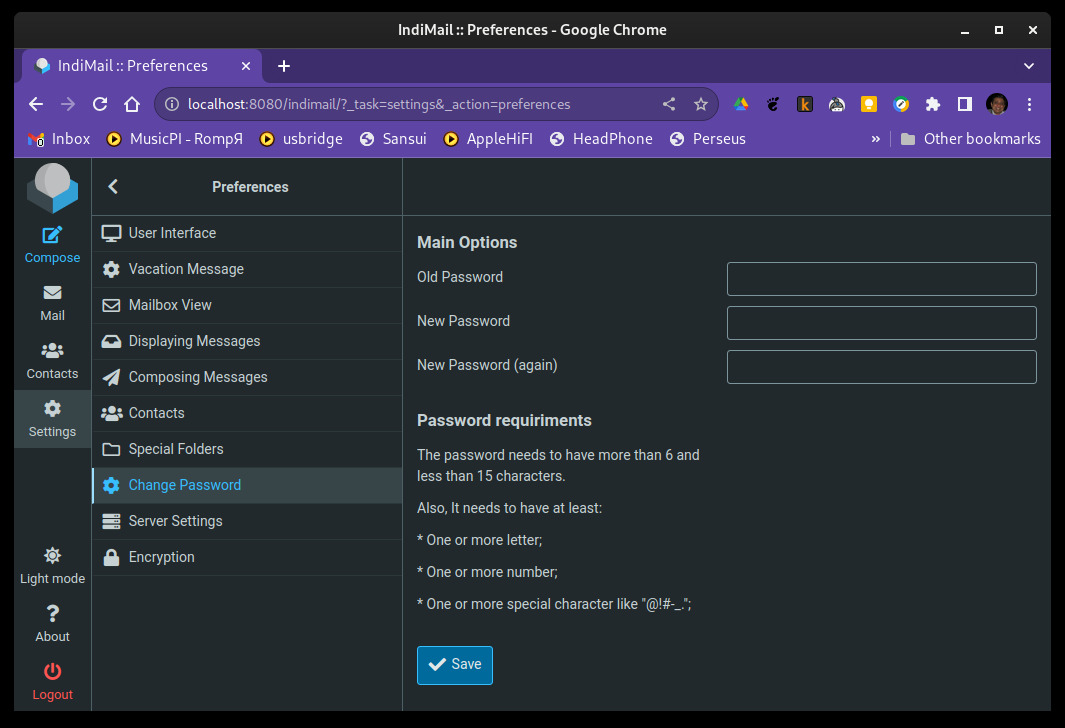 IndiMail :: Preferences - Google Chrome
IndiMail :: Preferences
localhost:8080/indimail/?_task=settings&_action=preferences
Inbox MusicPI - RompЯ usbridge Sansui AppleHiFI HeadPhone Perseus » Other bookmarks
Preferences
Compose
Mail
Contacts
Settings
Light mode
About
Logout
User Interface
Vacation Message
Mailbox View
Displaying Messages
Composing Messages
Contacts
Special Folders
Change Password
Server Settings
Encryption
Main Options
Old Password
New Password
New Password (again)
Password requiriments
The password needs to have more than 6 and
less than 15 characters.
Also, It needs to have at least:
* One or more letter;
* One or more number;
* One or more special character like "@!#-_.";
Save